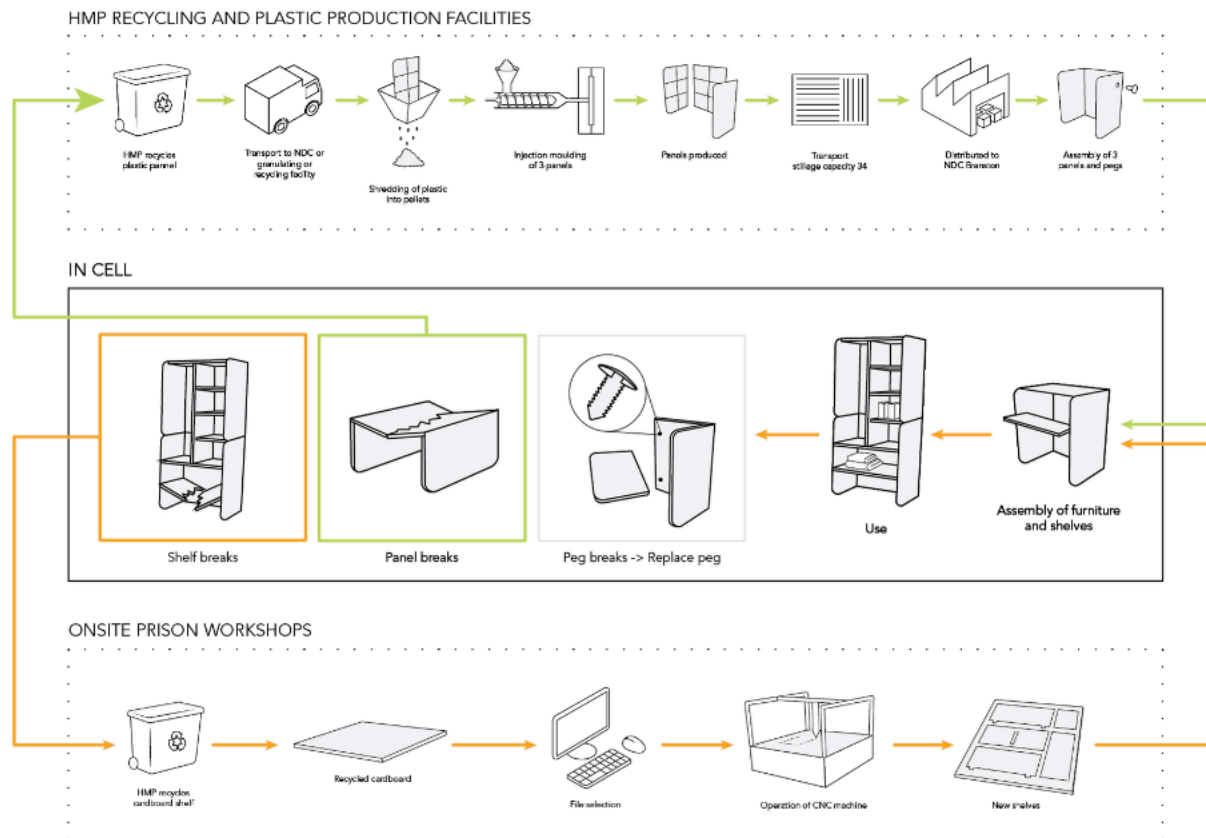 HMP RECYCLING AND PLASTIC PRODUCTION FACILITIES
HMP recycles
plastic pannel
Transport to NDC or
granulating or
recycling facility
Shredding of plastic
into pellets
Injection moulding
of 3 panels
Panels produced
Transport
stillage capacity 34
Distributed to
NDC Branston
Assembly of 3
panels and pegs
IN CELL
Shelf breaks
Panel breaks
Peg breaks -> Replace peg
Use
Assembly of furniture
and shelves
ONSITE PRISON WORKSHOPS
HMP recycles
cardboard shelf
Recycled cardboard
File selection
Operation of CNC machine
New shelves